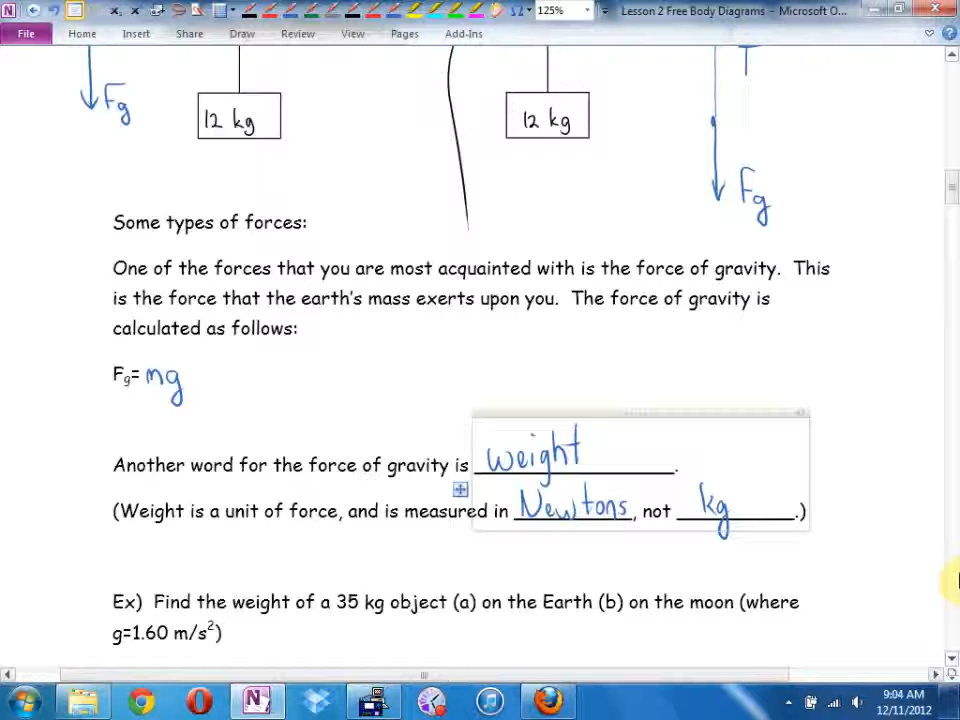 Lesson 2 Free Body Diagrams - Microsoft O...
125%
File Home Insert Share Draw Review View Pages Add-Ins
Fg
12 kg
12 kg
T
Fg
Some types of forces:
One of the forces that you are most acquainted with is the force of gravity. This
is the force that the earth's mass exerts upon you. The force of gravity is
calculated as follows:
Fg= mg
Another word for the force of gravity is weight.
(Weight is a unit of force, and is measured in Newtons, not kg.)
Ex) Find the weight of a 35 kg object (a) on the Earth (b) on the moon (where
g=1.60 m/s²)
9:04 AM
12/11/2012